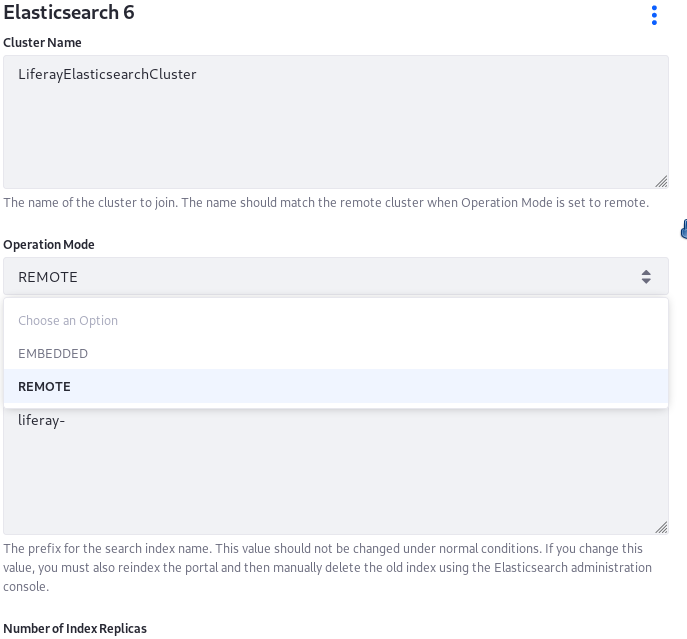 Elasticsearch 6
Cluster Name
LiferayElasticsearchCluster
The name of the cluster to join. The name should match the remote cluster when Operation Mode is set to remote.
Operation Mode
REMOTE
Choose an Option
EMBEDDED
REMOTE
liferay-
The prefix for the search index name. This value should not be changed under normal conditions. If you change this
value, you must also reindex the portal and then manually delete the old index using the Elasticsearch administration
console.
Number of Index Replicas